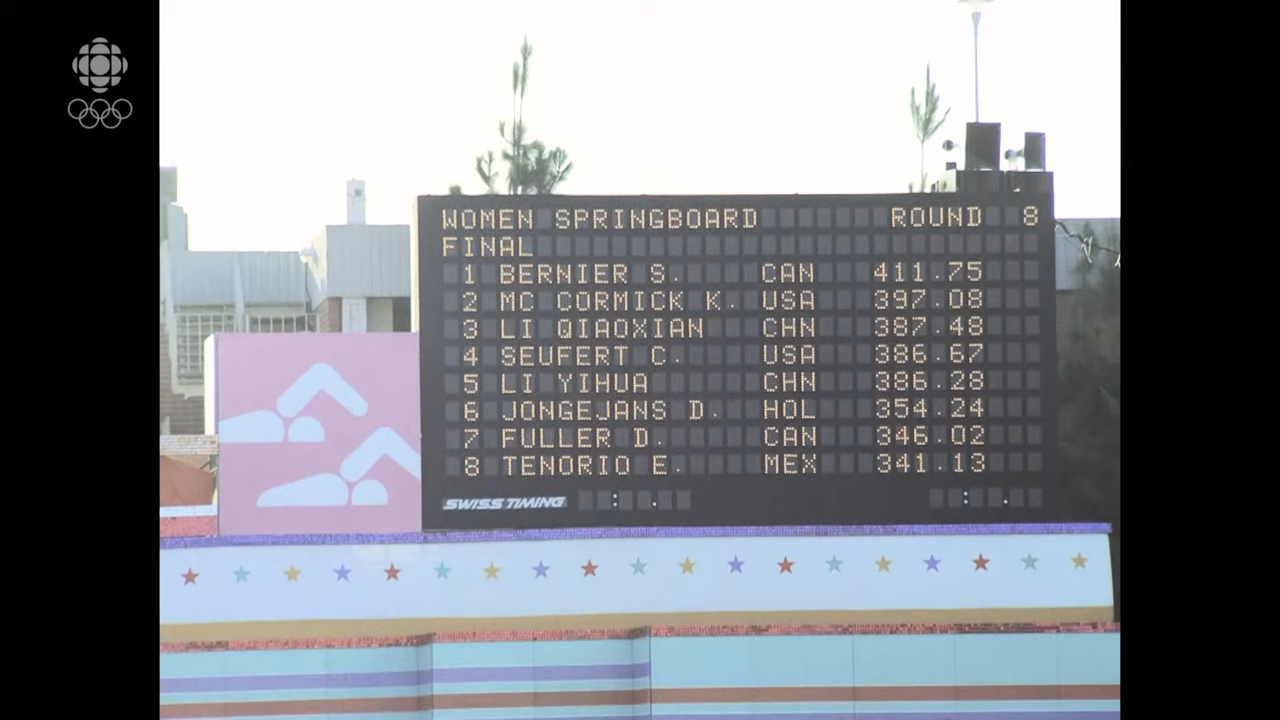 WOMEN SPRINGBOARD ROUND 8
FINAL
1 BERNIER S. CAN 411.75
2 MC CORMICK K. USA 397.08
3 LI QIAOXIAN CHN 387.48
4 SEUFERT C. USA 386.67
5 LI YIHUA CHN 386.28
6 JONGEJANS D. HOL 354.24
7 FULLER D. CAN 346.02
8 TENORIO E. MEX 341.13
SWISS TIMING